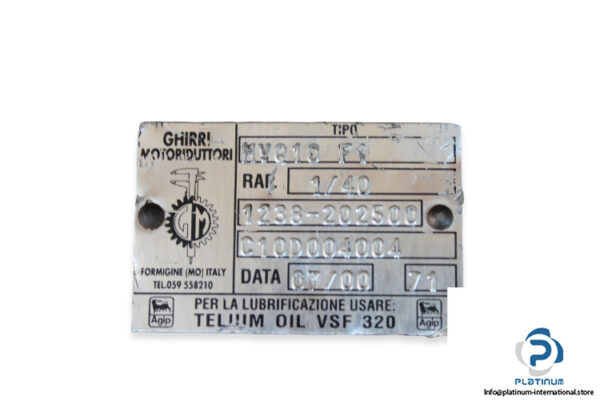 GHIRRI
MOTORIDUTTORI
TIPO
RAP. 1/40
1238-202500
C10D004004
FORMIGINE (MO) ITALY
TEL.059 558210
DATA /00 71
PER LA LUBRIFICAZIONE USARE:
Agip TELIUM OIL VSF 320 Agip
PLATINUM
Info@platinum-international.store